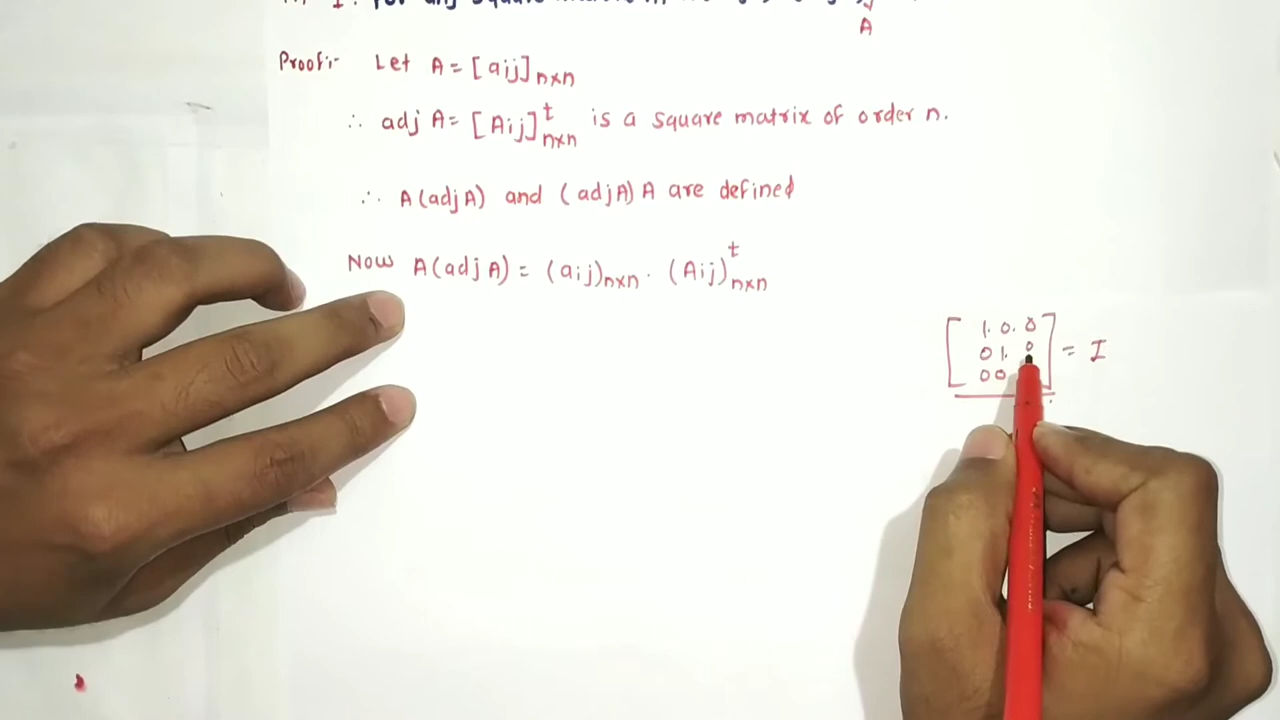 A
Proof:- Let A = [aij]n×n
∴ adj A = [Aij]ᵗn×n is a square matrix of order n.
∴ A(adj A) and (adj A) A are defined
Now A(adj A) = (aij)n×n . (Aij)ᵗn×n
1. 0. 0
0 1. 0 = I
0 0